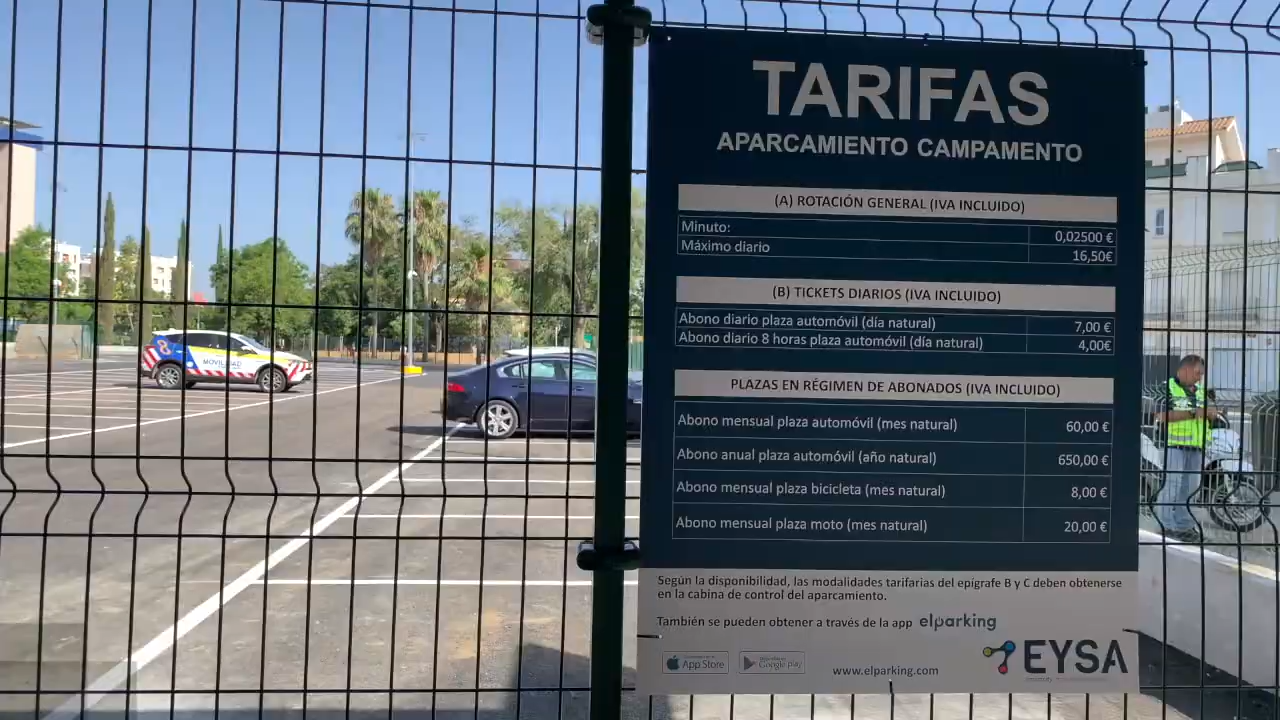 TARIFAS
APARCAMIENTO CAMPAMENTO
(A) ROTACIÓN GENERAL (IVA INCLUIDO)
Minuto: 0,02500 €
Máximo diario 16,50€
(B) TICKETS DIARIOS (IVA INCLUIDO)
Abono diario plaza automóvil (día natural) 7,00 €
Abono diario 8 horas plaza automóvil (día natural) 4,00€
PLAZAS EN RÉGIMEN DE ABONADOS (IVA INCLUIDO)
Abono mensual plaza automóvil (mes natural) 60,00 €
Abono anual plaza automóvil (año natural) 650,00 €
Abono mensual plaza bicicleta (mes natural) 8,00 €
Abono mensual plaza moto (mes natural) 20,00 €
Según la disponibilidad, las modalidades tarifarias del epígrafe B y C deben obtenerse
en la cabina de control del aparcamiento.
También se pueden obtener a través de la app elparking
App Store
Google play
www.elparking.com
EYSA
MOVILIDAD